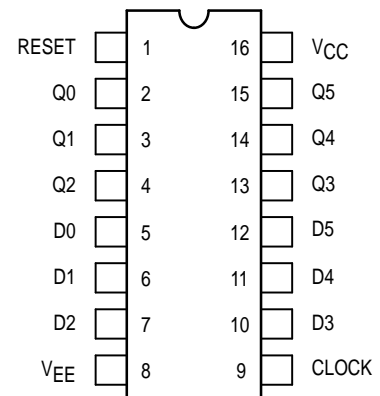 RESET 1 16 VCC
Q0 2 15 Q5
Q1 3 14 Q4
Q2 4 13 Q3
D0 5 12 D5
D1 6 11 D4
D2 7 10 D3
VEE 8 9 CLOCK